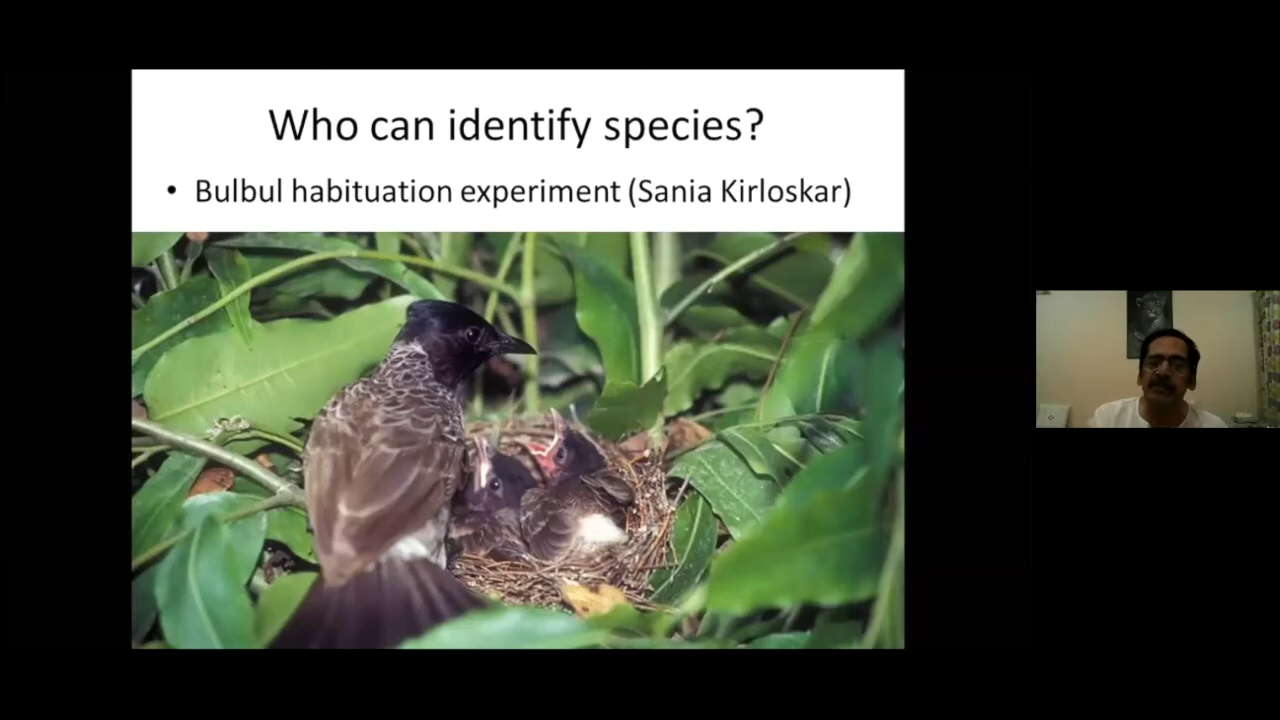 Who can identify species?
• Bulbul habituation experiment (Sania Kirloskar)